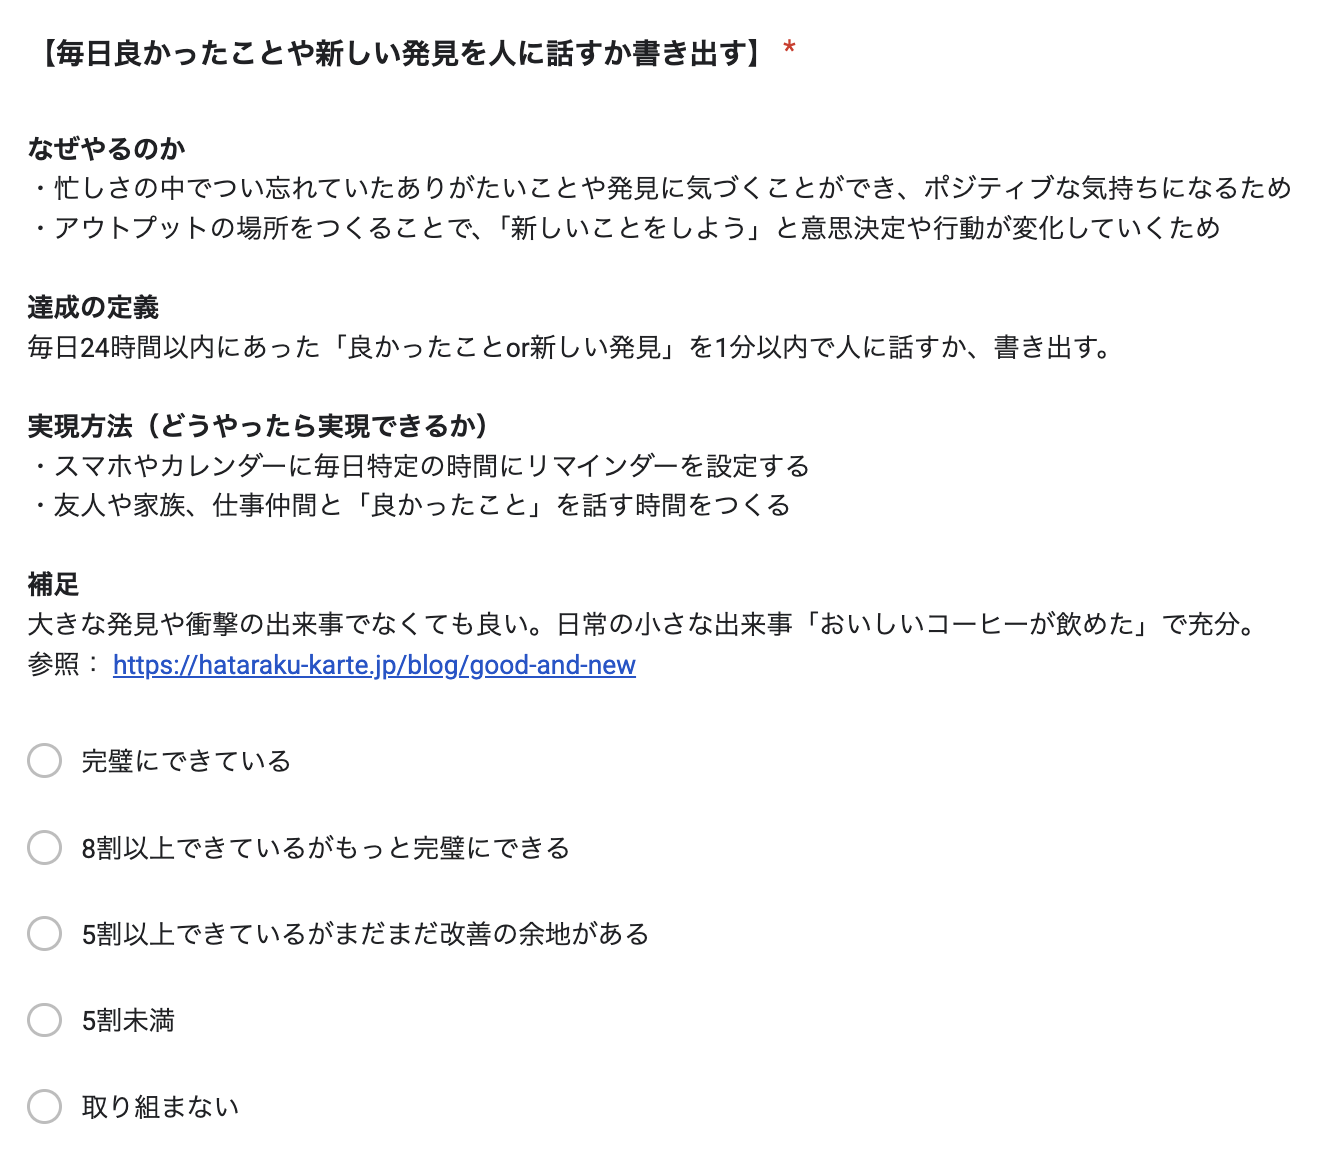 【毎日良かったことや新しい発見を人に話すか書き出す】 *
なぜやるのか
・忙しさの中でつい忘れていたありがたいことや発見に気づくことができ、ポジティブな気持ちになるため
・アウトプットの場所をつくることで、「新しいことをしよう」と意思決定や行動が変化していくため
達成の定義
毎日24時間以内にあった「良かったことor新しい発見」を1分以内で人に話すか、書き出す。
実現方法（どうやったら実現できるか）
・スマホやカレンダーに毎日特定の時間にリマインダーを設定する
・友人や家族、仕事仲間と「良かったこと」を話す時間をつくる
補足
大きな発見や衝撃の出来事でなくても良い。日常の小さな出来事「おいしいコーヒーが飲めた」で充分。
参照： https://hataraku-karte.jp/blog/good-and-new
完璧にできている
8割以上できているがもっと完璧にできる
5割以上できているがまだまだ改善の余地がある
5割未満
取り組まない